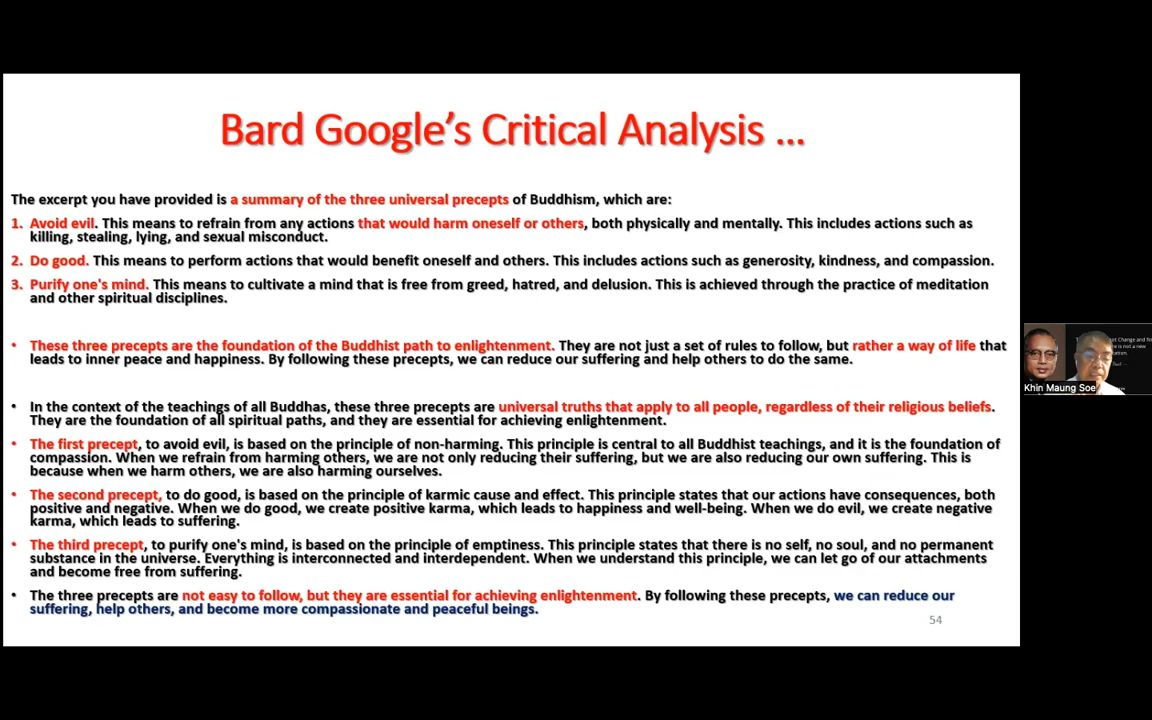 Bard Google's Critical Analysis ...
The excerpt you have provided is a summary of the three universal precepts of Buddhism, which are:
1. Avoid evil. This means to refrain from any actions that would harm oneself or others, both physically and mentally. This includes actions such as
killing, stealing, lying, and sexual misconduct.
2. Do good. This means to perform actions that would benefit oneself and others. This includes actions such as generosity, kindness, and compassion.
3. Purify one's mind. This means to cultivate a mind that is free from greed, hatred, and delusion. This is achieved through the practice of meditation
and other spiritual disciplines.
• These three precepts are the foundation of the Buddhist path to enlightenment. They are not just a set of rules to follow, but rather a way of life that
leads to inner peace and happiness. By following these precepts, we can reduce our suffering and help others to do the same.
• In the context of the teachings of all Buddhas, these three precepts are universal truths that apply to all people, regardless of their religious beliefs.
They are the foundation of all spiritual paths, and they are essential for achieving enlightenment.
• The first precept, to avoid evil, is based on the principle of non-harming. This principle is central to all Buddhist teachings, and it is the foundation of
compassion. When we refrain from harming others, we are not only reducing their suffering, but we are also reducing our own suffering. This is
because when we harm others, we are also harming ourselves.
• The second precept, to do good, is based on the principle of karmic cause and effect. This principle states that our actions have consequences, both
positive and negative. When we do good, we create positive karma, which leads to happiness and well-being. When we do evil, we create negative
karma, which leads to suffering.
• The third precept, to purify one's mind, is based on the principle of emptiness. This principle states that there is no self, no soul, and no permanent
substance in the universe. Everything is interconnected and interdependent. When we understand this principle, we can let go of our attachments
and become free from suffering.
• The three precepts are not easy to follow, but they are essential for achieving enlightenment. By following these precepts, we can reduce our
suffering, help others, and become more compassionate and peaceful beings.
54
Khin Maung Soe